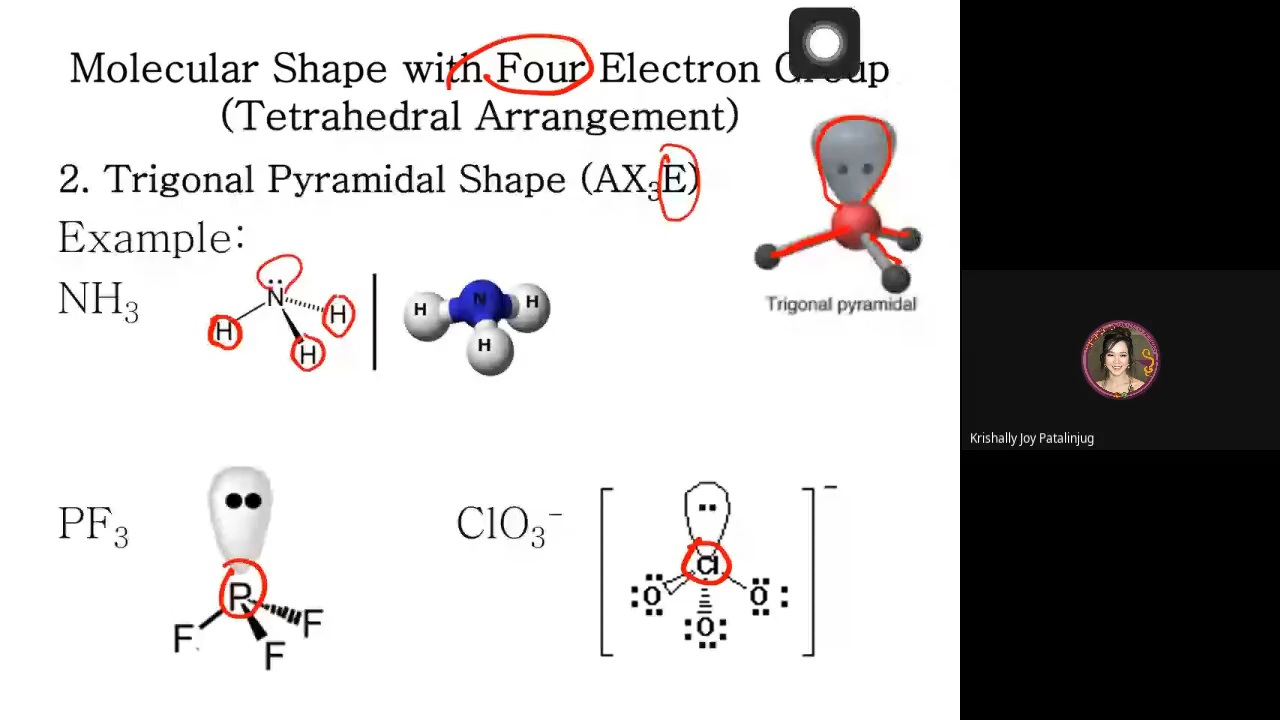 Molecular Shape with Four Electron Group
(Tetrahedral Arrangement)
2. Trigonal Pyramidal Shape (AX₃E)
Example:
NH₃
N
H
H
H
N
H
H
H
Trigonal pyramidal
PF₃
P
F
F
F
ClO₃⁻
Cl
O
O
O
−
Krishally Joy Patalinjug